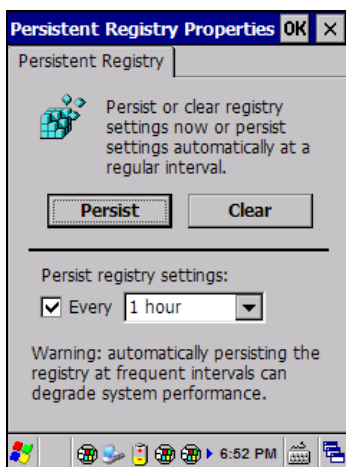 Persistent Registry Properties OK ×
Persistent Registry
Persist or clear registry
settings now or persist
settings automatically at a
regular interval.
Persist Clear
Persist registry settings:
Every 1 hour
Warning: automatically persisting the
registry at frequent intervals can
degrade system performance.
6:52 PM